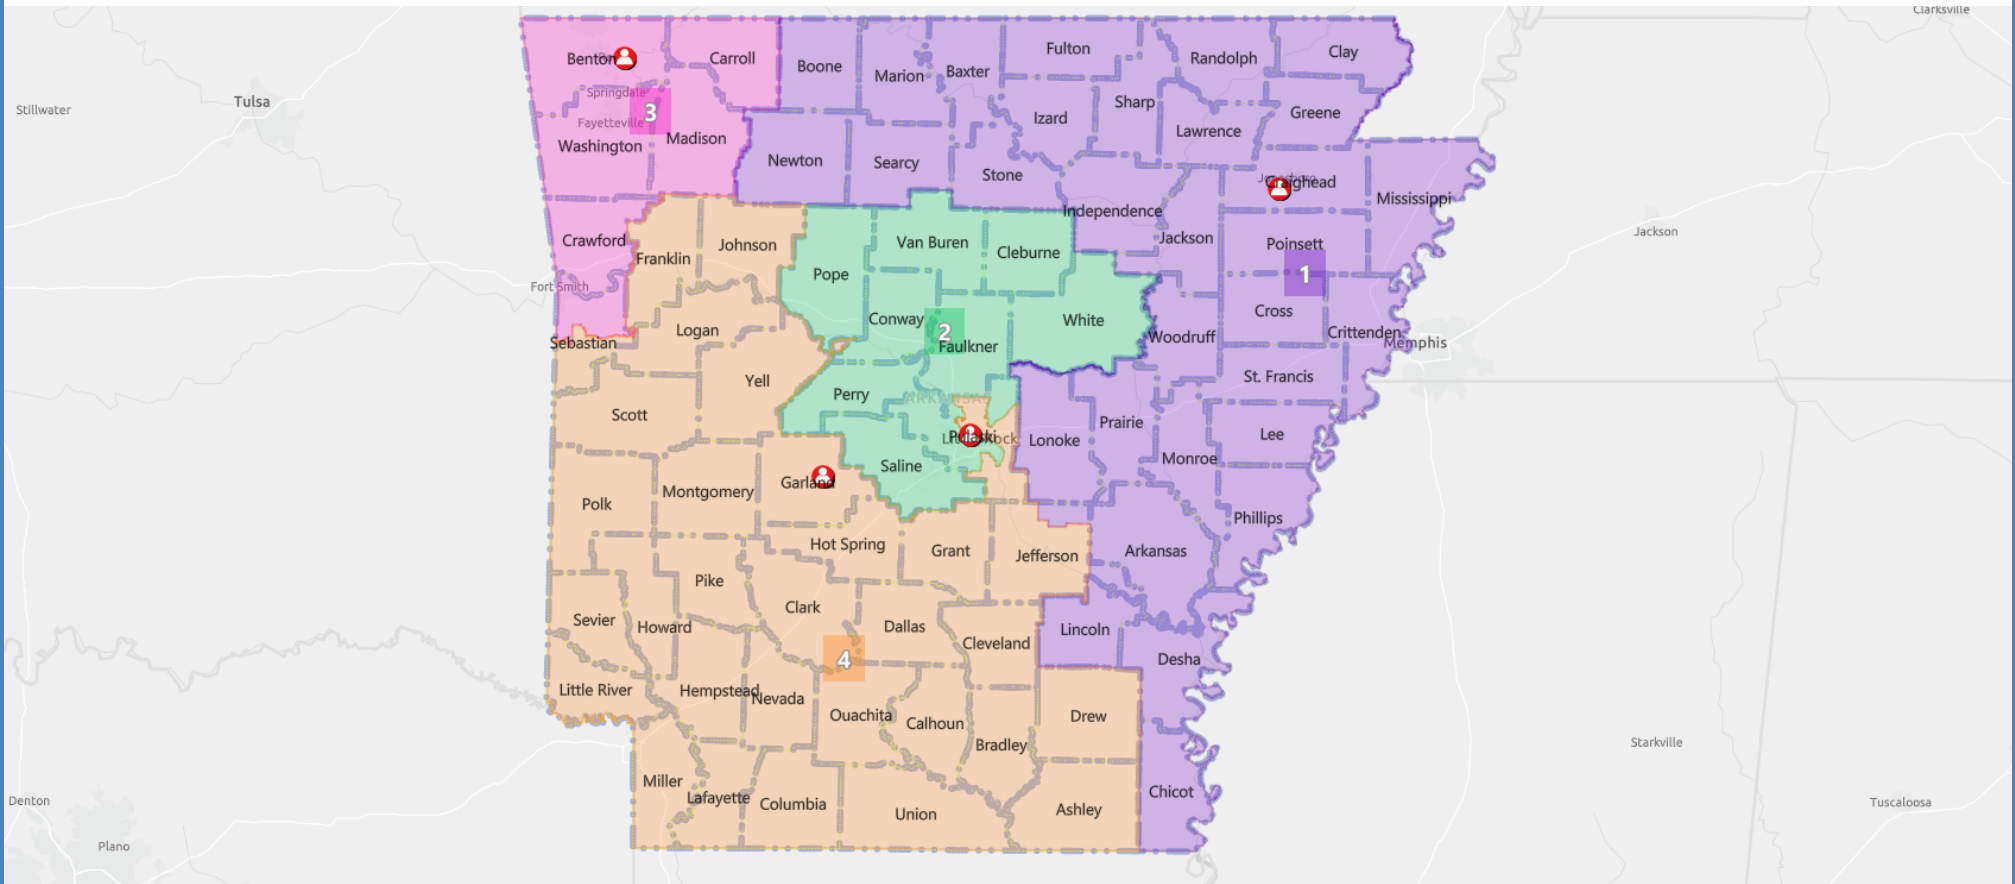 Clarksville
Stillwater
Tulsa
Benton
Carroll
Boone
Marion
Baxter
Fulton
Randolph
Clay
Springdale
3
Fayetteville
Washington
Madison
Newton
Searcy
Stone
Izard
Sharp
Lawrence
Greene
Craighead
Mississippi
Jackson
Crawford
Franklin
Johnson
Pope
Van Buren
Cleburne
Independence
Jackson
Poinsett
1
Fort Smith
Logan
Conway
2
Faulkner
White
Woodruff
Cross
Crittenden
Memphis
Sebastian
Yell
Perry
ARKANSAS
St. Francis
Scott
Pulaski
Lonoke
Prairie
Lee
Saline
Monroe
Polk
Montgomery
Garland
Phillips
Hot Spring
Grant
Jefferson
Arkansas
Pike
Clark
Sevier
Howard
Dallas
Cleveland
Lincoln
Desha
4
Little River
Hempstead
Nevada
Ouachita
Calhoun
Bradley
Drew
Starkville
Miller
Lafayette
Columbia
Union
Ashley
Chicot
Denton
Tuscaloosa
Plano